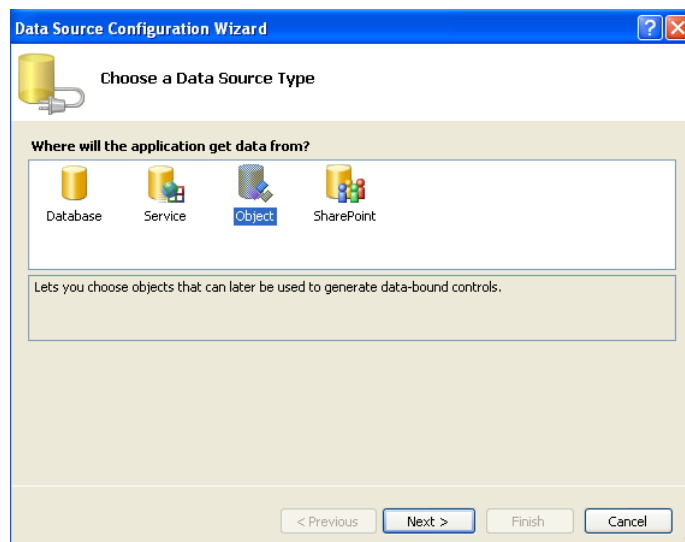 Data Source Configuration Wizard
Choose a Data Source Type
Where will the application get data from?
Database Service Object SharePoint
Lets you choose objects that can later be used to generate data-bound controls.
< Previous Next > Finish Cancel